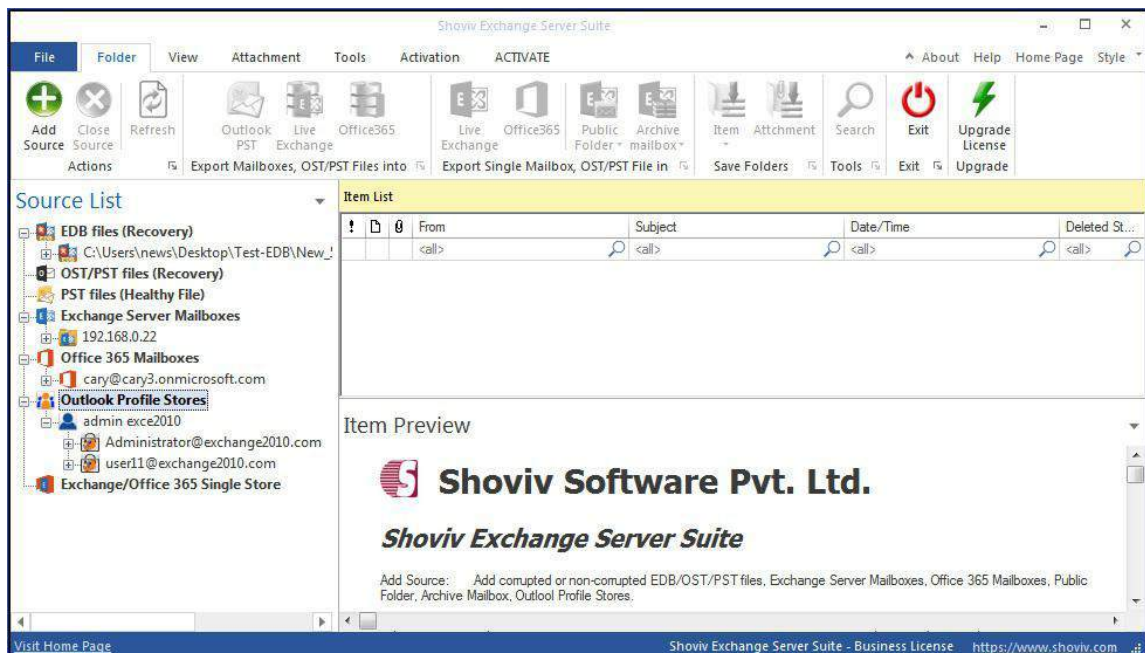 Shoviv Exchange Server Suite
File Folder View Attachment Tools Activation ACTIVATE About Help Home Page Style
Add Source Close Source Refresh Outlook PST Live Exchange Office365 Live Exchange Office365 Public Folder Archive mailbox Item Attchment Search Exit Upgrade License
Actions Export Mailboxes, OST/PST Files into Export Single Mailbox, OST/PST File in Save Folders Tools Exit Upgrade
Source List
EDB files (Recovery)
C:\Users\news\Desktop\Test-EDB\New_
OST/PST files (Recovery)
PST files (Healthy File)
Exchange Server Mailboxes
192.168.0.22
Office 365 Mailboxes
cary@cary3.onmicrosoft.com
Outlook Profile Stores
admin exce2010
Administrator@exchange2010.com
user11@exchange2010.com
Exchange/Office 365 Single Store
Item List
From Subject Date/Time Deleted St...
<all> <all> <all> <all>
Item Preview
Shoviv Software Pvt. Ltd.
Shoviv Exchange Server Suite
Add Source: Add corrupted or non-corrupted EDB/OST/PST files, Exchange Server Mailboxes, Office 365 Mailboxes, Public
Folder, Archive Mailbox, Outlool Profile Stores.
Visit Home Page Shoviv Exchange Server Suite - Business License https://www.shoviv.com